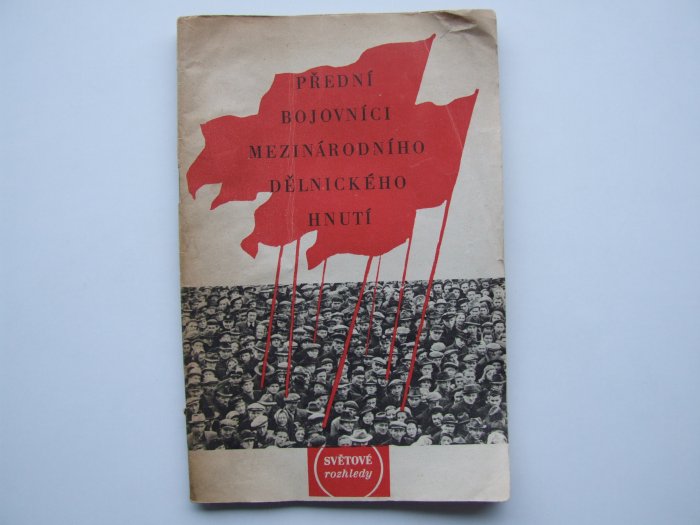 PŘEDNÍ
BOJOVNÍCI
MEZINÁRODNÍHO
DĚLNICKÉHO
HNUTÍ
SVĚTOVÉ
rozhledy